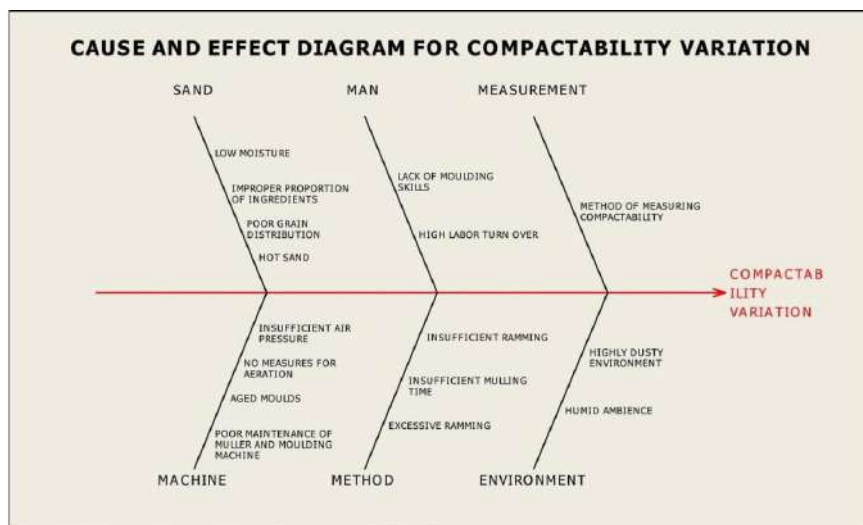 CAUSE AND EFFECT DIAGRAM FOR COMPACTABILITY VARIATION
SAND
MAN
MEASUREMENT
LOW MOISTURE
IMPROPER PROPORTION
OF INGREDIENTS
POOR GRAIN
DISTRIBUTION
HOT SAND
LACK OF MOULDING
SKILLS
HIGH LABOR TURN OVER
METHOD OF MEASURING
COMPACTABILITY
COMPACTAB
ILITY
VARIATION
INSUFFICIENT AIR
PRESSURE
NO MEASURES FOR
AERATION
AGED MOULDS
POOR MAINTENANCE OF
MULLER AND MOULDING
MACHINE
INSUFFICIENT RAMMING
INSUFFICIENT MULLING
TIME
EXCESSIVE RAMMING
HIGHLY DUSTY
ENVIRONMENT
HUMID AMBIENCE
MACHINE
METHOD
ENVIRONMENT